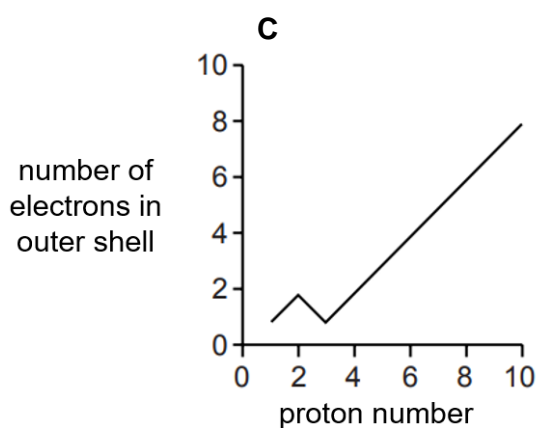 C
10
8
number of
6
electrons in
outer shell
4
2
0
0 2 4 6 8 10
proton number